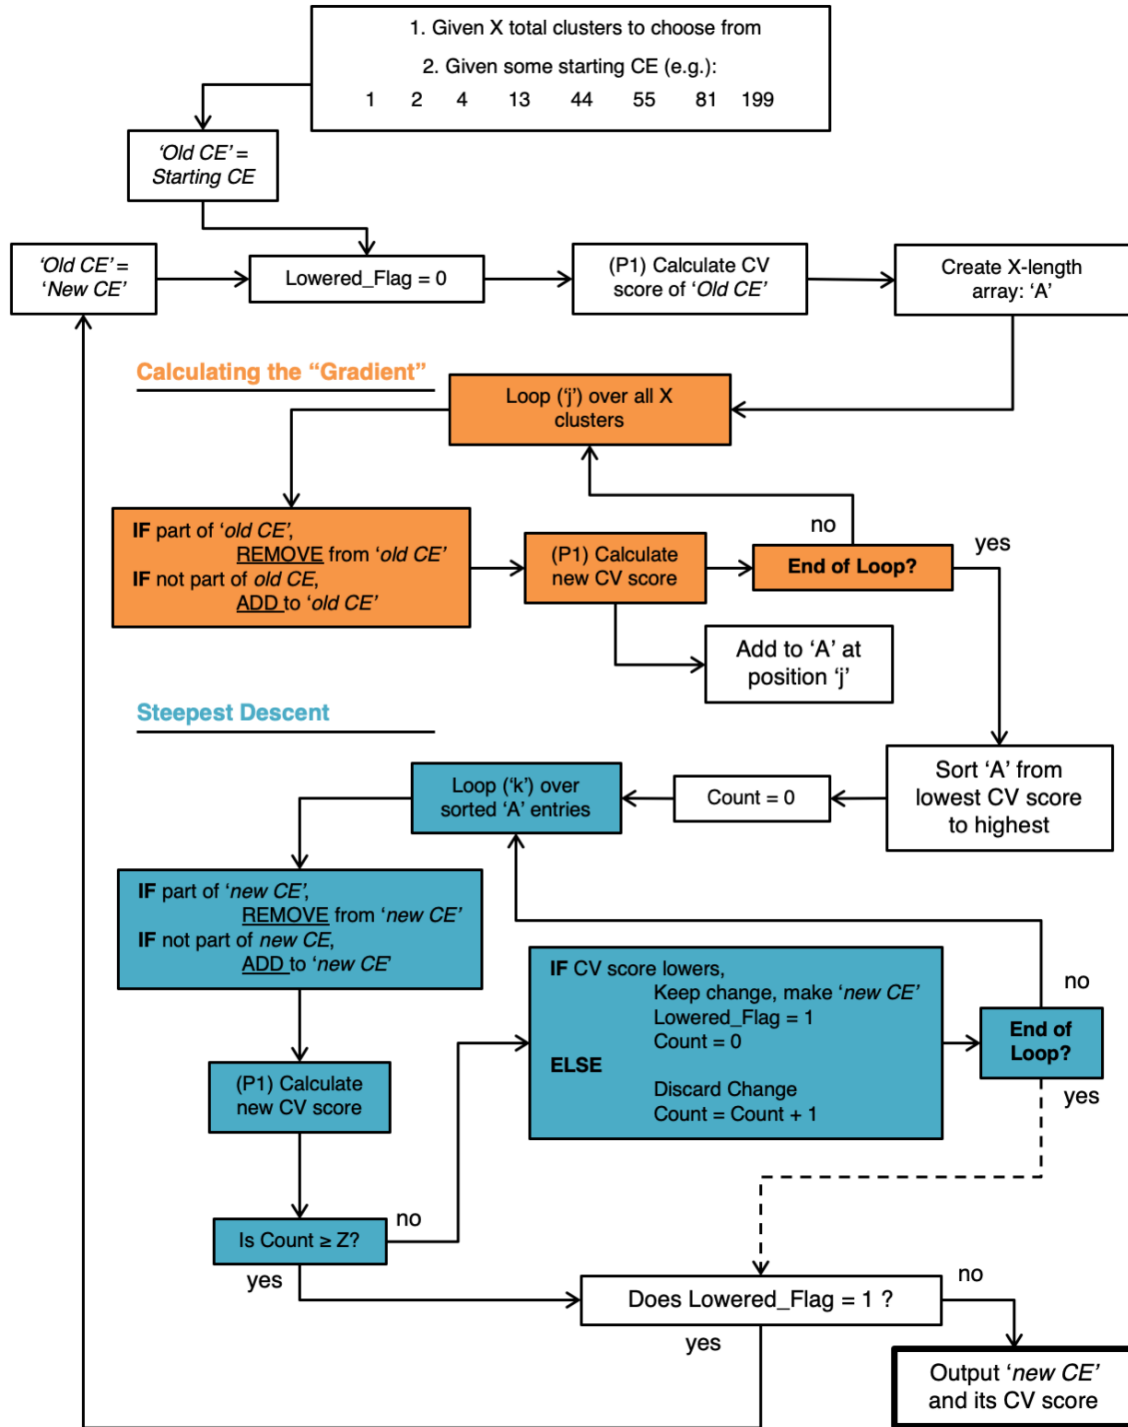 1. Given X total clusters to choose from
2. Given some starting CE (e.g.):
1 2 4 13 44 55 81 199
‘Old CE’ =
Starting CE
‘Old CE’ =
‘New CE’
Lowered_Flag = 0
(P1) Calculate CV
score of ‘Old CE’
Create X-length
array: ‘A’
Calculating the “Gradient”
Loop (‘j’) over all X
clusters
IF part of ‘old CE’,
REMOVE from ‘old CE’
IF not part of old CE,
ADD to ‘old CE’
(P1) Calculate
new CV score
no
End of Loop?
yes
Add to ‘A’ at
position ‘j’
Steepest Descent
Sort ‘A’ from
lowest CV score
to highest
Count = 0
Loop (‘k’) over
sorted ‘A’ entries
IF part of ‘new CE’,
REMOVE from ‘new CE’
IF not part of new CE,
ADD to ‘new CE’
(P1) Calculate
new CV score
Is Count ≥ Z?
no
yes
IF CV score lowers,
Keep change, make ‘new CE’
Lowered_Flag = 1
Count = 0
ELSE
Discard Change
Count = Count + 1
no
End of
Loop?
yes
Does Lowered_Flag = 1 ?
no
yes
Output ‘new CE’
and its CV score